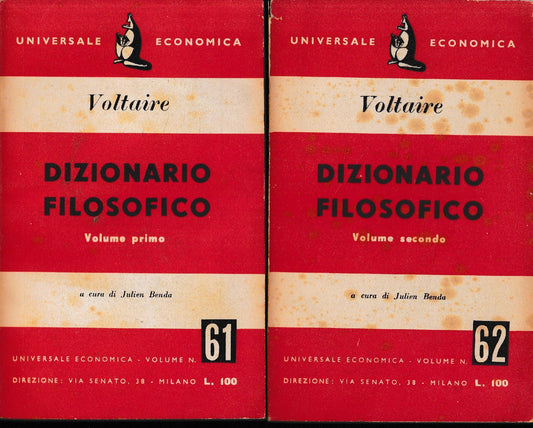 UNIVERSALE ECONOMICA
Voltaire
DIZIONARIO
FILOSOFICO
Volume primo
a cura di Julien Benda
UNIVERSALE ECONOMICA - VOLUME N. 61
DIREZIONE: VIA SENATO, 38 - MILANO L. 100
UNIVERSALE ECONOMICA
Voltaire
DIZIONARIO
FILOSOFICO
Volume secondo
a cura di Julien Benda
UNIVERSALE ECONOMICA - VOLUME N. 62
DIREZIONE: VIA SENATO, 38 - MILANO L. 100